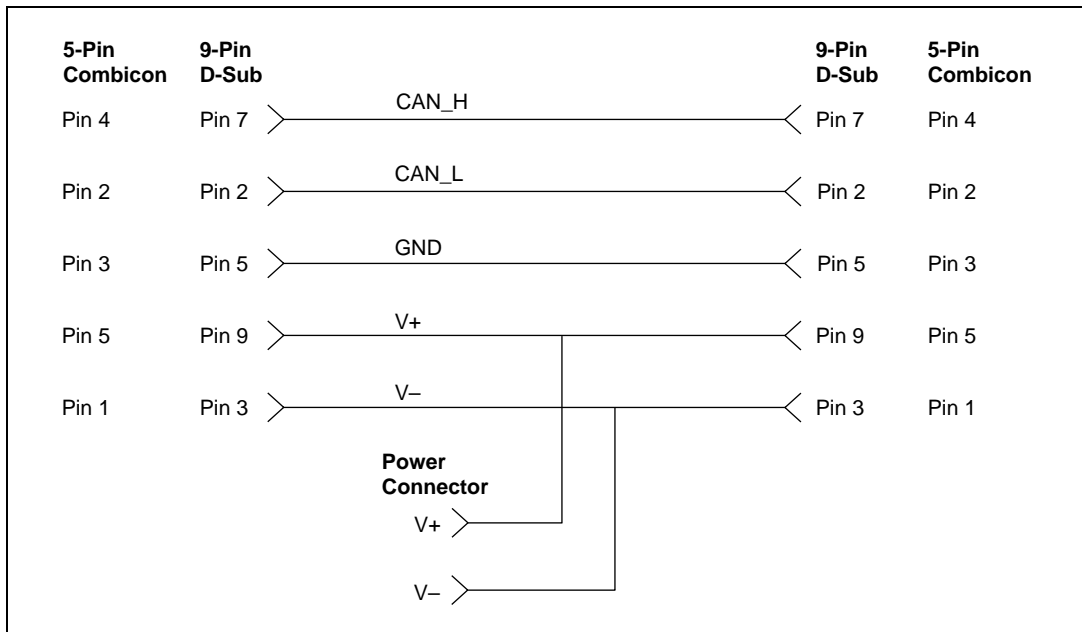 5-Pin Combicon 9-Pin D-Sub 9-Pin D-Sub 5-Pin Combicon
Pin 4 Pin 7 CAN_H Pin 7 Pin 4
Pin 2 Pin 2 CAN_L Pin 2 Pin 2
Pin 3 Pin 5 GND Pin 5 Pin 3
Pin 5 Pin 9 V+ Pin 9 Pin 5
Pin 1 Pin 3 V– Pin 3 Pin 1
Power
Connector
V+
V–